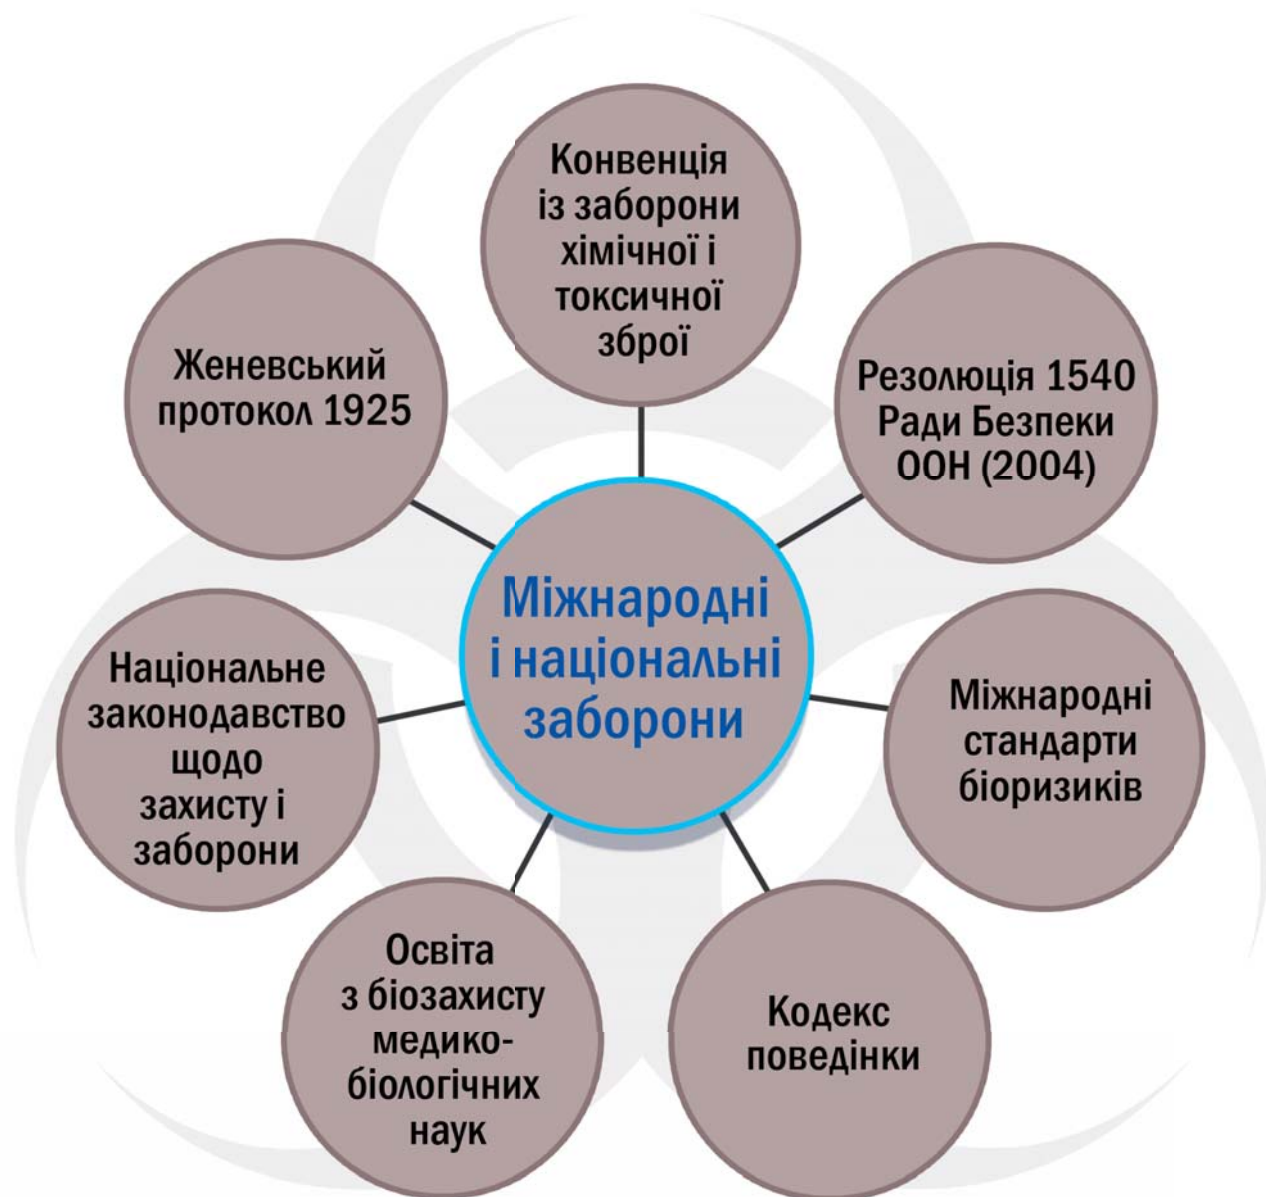 Конвенція
із заборони
хімічної і
токсичної
зброї
Женевський
протокол 1925
Резолюція 1540
Ради Безпеки
ООН (2004)
Міжнародні
і національні
заборони
Національне
законодавство
щодо
захисту і
заборони
Міжнародні
стандарти
біоризиків
Освіта
з біозахисту
медико-
біологічних
наук
Кодекс
поведінки